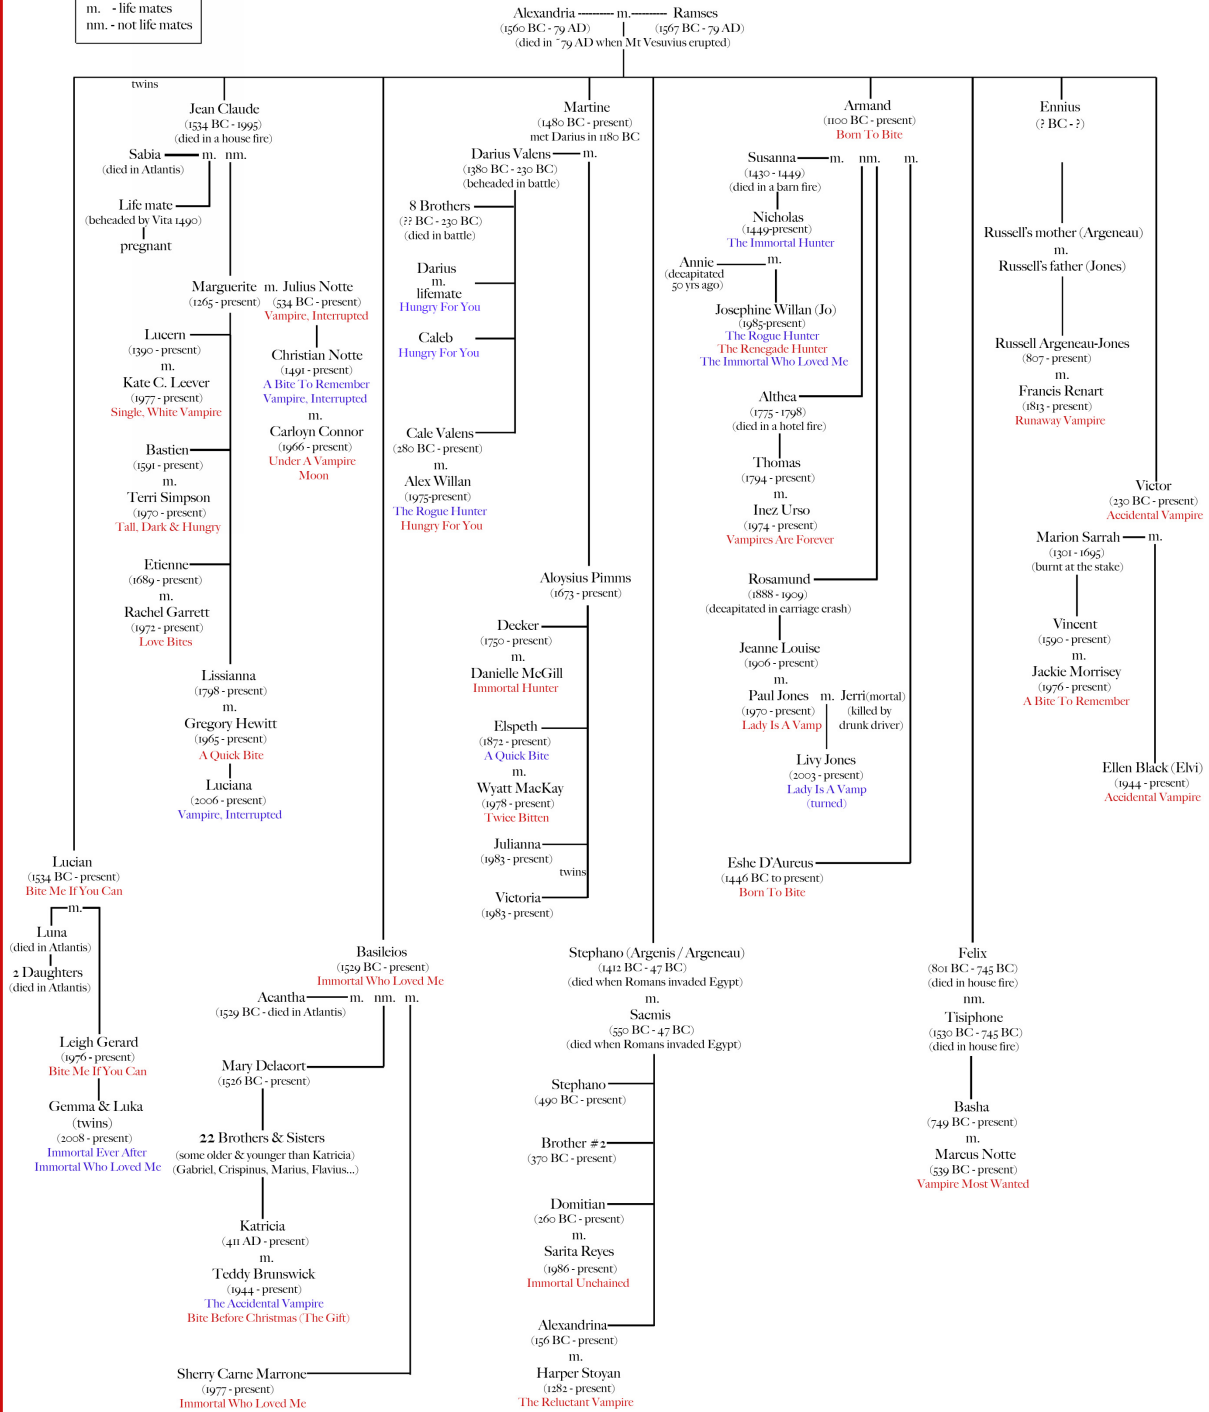 m. - life mates
nm. - not life mates
Alexandria ---------- m.---------- Ramses
(1560 BC - 79 AD) (1567 BC - 79 AD)
(died in ~79 AD when Mt Vesuvius erupted)
twins
Jean Claude
(1534 BC - 1995)
(died in a house fire)
Sabia m. nm.
(died in Atlantis)
Life mate
(beheaded by Vita 1490)
pregnant
Marguerite m. Julius Notte
(1265 - present) (534 BC - present)
Vampire, Interrupted
Christian Notte
(1491 - present)
A Bite To Remember
Vampire, Interrupted
m.
Carloyn Connor
(1966 - present)
Under A Vampire
Moon
Lucern
(1390 - present)
m.
Kate C. Leever
(1977 - present)
Single, White Vampire
Bastien
(1591 - present)
m.
Terri Simpson
(1970 - present)
Tall, Dark & Hungry
Etienne
(1689 - present)
m.
Rachel Garrett
(1972 - present)
Love Bites
Lissianna
(1798 - present)
m.
Gregory Hewitt
(1965 - present)
A Quick Bite
Luciana
(2006 - present)
Vampire, Interrupted
Lucian
(1534 BC - present)
Bite Me If You Can
m.
Luna
(died in Atlantis)
2 Daughters
(died in Atlantis)
Leigh Gerard
(1976 - present)
Bite Me If You Can
Gemma & Luka
(twins)
(2008 - present)
Immortal Ever After
Immortal Who Loved Me
Basileios
(1529 BC - present)
Immortal Who Loved Me
Acantha m. nm. m.
(1529 BC - died in Atlantis)
Mary Delacort
(1526 BC - present)
22 Brothers & Sisters
(some older & younger than Katricia)
(Gabriel, Crispinus, Marius, Flavius...)
Katricia
(411 AD - present)
m.
Teddy Brunswick
(1944 - present)
The Accidental Vampire
Bite Before Christmas (The Gift)
Sherry Carne Marrone
(1977 - present)
Immortal Who Loved Me
Martine
(1480 BC - present)
met Darius in 1180 BC
Darius Valens m.
(1380 BC - 230 BC)
(beheaded in battle)
8 Brothers
(?? BC - 230 BC)
(died in battle)
Darius
m.
lifemate
Hungry For You
Caleb
Hungry For You
Cale Valens
(280 BC - present)
m.
Alex Willan
(1975-present)
The Rogue Hunter
Hungry For You
Aloysius Pimms
(1673 - present)
Decker
(1750 - present)
m.
Danielle McGill
Immortal Hunter
Elspeth
(1872 - present)
A Quick Bite
m.
Wyatt MacKay
(1978 - present)
Twice Bitten
Julianna
(1983 - present)
twins
Victoria
(1983 - present)
Stephano (Argenis / Argeneau)
(1412 BC - 47 BC)
(died when Romans invaded Egypt)
m.
Sacmis
(550 BC - 47 BC)
(died when Romans invaded Egypt)
Stephano
(490 BC - present)
Brother #2
(370 BC - present)
Domitian
(260 BC - present)
m.
Sarita Reyes
(1986 - present)
Immortal Unchained
Alexandrina
(156 BC - present)
m.
Harper Stoyan
(1282 - present)
The Reluctant Vampire
Armand
(1100 BC - present)
Born To Bite
Susanna m. nm. m.
(1430 - 1449)
(died in a barn fire)
Nicholas
(1449-present)
The Immortal Hunter
Annie m.
(decapitated
50 yrs ago)
Josephine Willan (Jo)
(1985-present)
The Rogue Hunter
The Renegade Hunter
The Immortal Who Loved Me
Althea
(1775 - 1798)
(died in a hotel fire)
Thomas
(1794 - present)
m.
Inez Urso
(1974 - present)
Vampires Are Forever
Rosamund
(1888 - 1909)
(decapitated in carriage crash)
Jeanne Louise
(1906 - present)
m.
Paul Jones m. Jerri(mortal)
(1970 - present) (killed by
Lady Is A Vamp drunk driver)
Livy Jones
(2003 - present)
Lady Is A Vamp
(turned)
Eshe D'Aureus
(1446 BC to present)
Born To Bite
Felix
(801 BC - 745 BC)
(died in house fire)
nm.
Tisiphone
(1530 BC - 745 BC)
(died in house fire)
Basha
(749 BC - present)
m.
Marcus Notte
(539 BC - present)
Vampire Most Wanted
Ennius
(? BC - ?)
Russell's mother (Argeneau)
m.
Russell's father (Jones)
Russell Argeneau-Jones
(807 - present)
m.
Francis Renart
(1813 - present)
Runaway Vampire
Victor
(230 BC - present)
Accidental Vampire
Marion Sarrah m.
(1301 - 1695)
(burnt at the stake)
Vincent
(1590 - present)
m.
Jackie Morrisey
(1976 - present)
A Bite To Remember
Ellen Black (Elvi)
(1944 - present)
Accidental Vampire